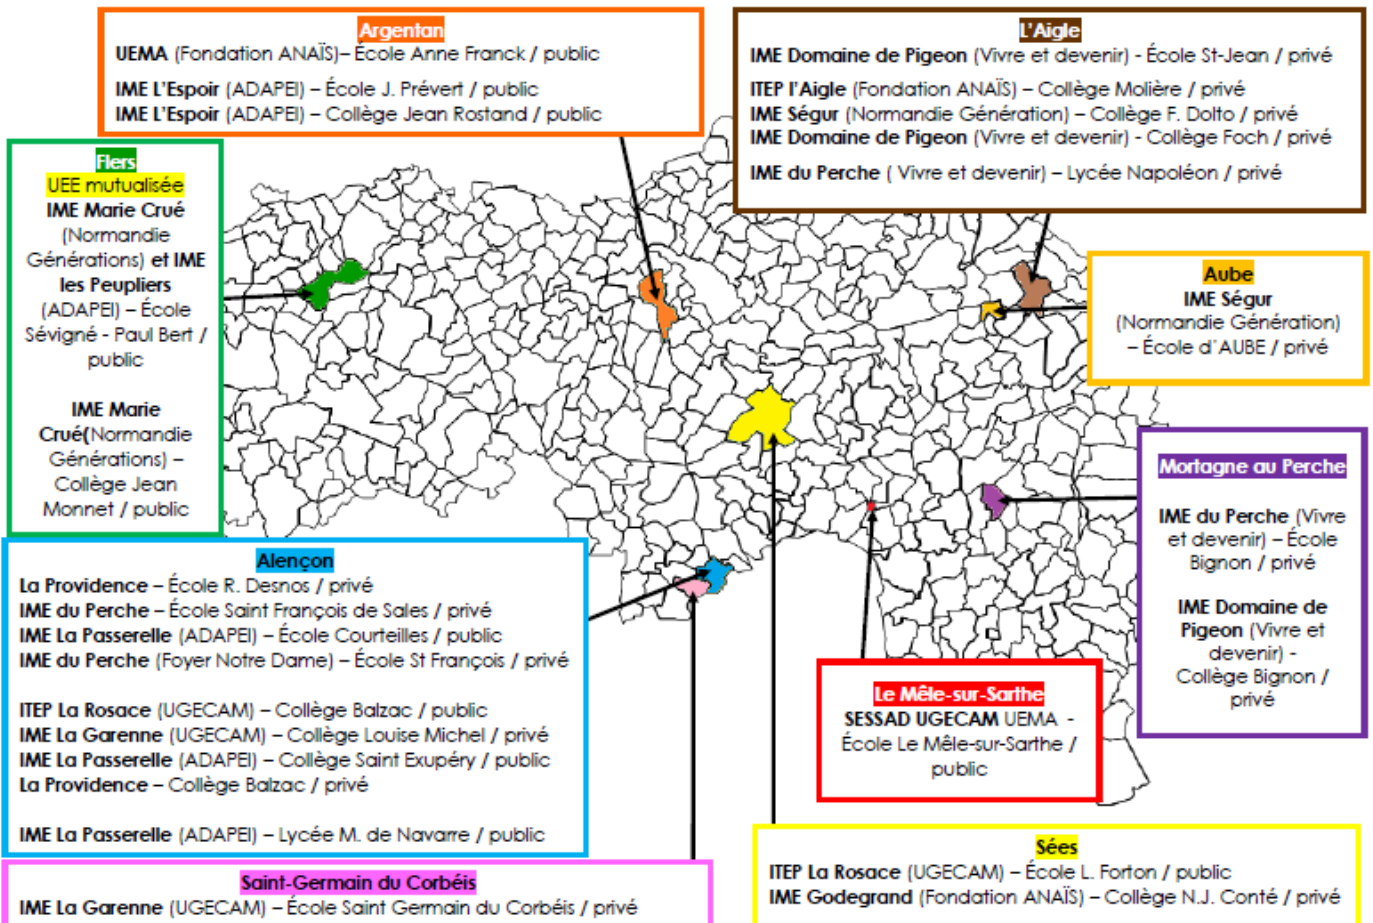 Argentan
UEMA (Fondation ANAÏS)– École Anne Franck / public
IME L'Espoir (ADAPEI) – École J. Prévert / public
IME L'Espoir (ADAPEI) – Collège Jean Rostand / public
L'Aigle
IME Domaine de Pigeon (Vivre et devenir) - École St-Jean / privé
ITEP l'Aigle (Fondation ANAÏS) – Collège Molière / privé
IME Ségur (Normandie Génération) – Collège F. Dolto / privé
IME Domaine de Pigeon (Vivre et devenir) - Collège Foch / privé
IME du Perche ( Vivre et devenir) – Lycée Napoléon / privé
Flers
UEE mutualisée
IME Marie Crué
(Normandie
Générations) et IME
les Peupliers
(ADAPEI) – École
Sévigné - Paul Bert /
public
IME Marie
Crué(Normandie
Générations) –
Collège Jean
Monnet / public
Aube
IME Ségur
(Normandie Génération)
– École d'AUBE / privé
Mortagne au Perche
IME du Perche (Vivre
et devenir) – École
Bignon / privé
IME Domaine de
Pigeon (Vivre et
devenir) -
Collège Bignon /
privé
Alençon
La Providence – École R. Desnos / privé
IME du Perche – École Saint François de Sales / privé
IME La Passerelle (ADAPEI) – École Courteilles / public
IME du Perche (Foyer Notre Dame) – École St François / privé
ITEP La Rosace (UGECAM) – Collège Balzac / public
IME La Garenne (UGECAM) – Collège Louise Michel / privé
IME La Passerelle (ADAPEI) – Collège Saint Exupéry / public
La Providence – Collège Balzac / privé
IME La Passerelle (ADAPEI) – Lycée M. de Navarre / public
Le Mêle-sur-Sarthe
SESSAD UGECAM UEMA -
École Le Mêle-sur-Sarthe /
public
Saint-Germain du Corbéis
IME La Garenne (UGECAM) – École Saint Germain du Corbéis / privé
Sées
ITEP La Rosace (UGECAM) – École L. Forton / public
IME Godegrand (Fondation ANAÏS) – Collège N.J. Conté / privé